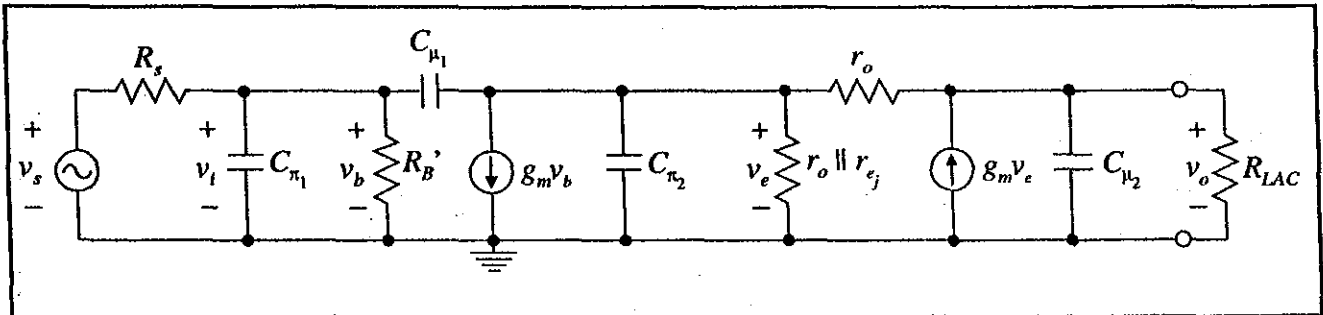 R_s
C_μ1
r_o
+
v_s
−
+
v_i
−
C_π1
+
v_b
−
R_B'
g_m v_b
C_π2
+
v_e
−
r_o || r_ej
g_m v_e
C_μ2
+
v_o
−
R_LAC